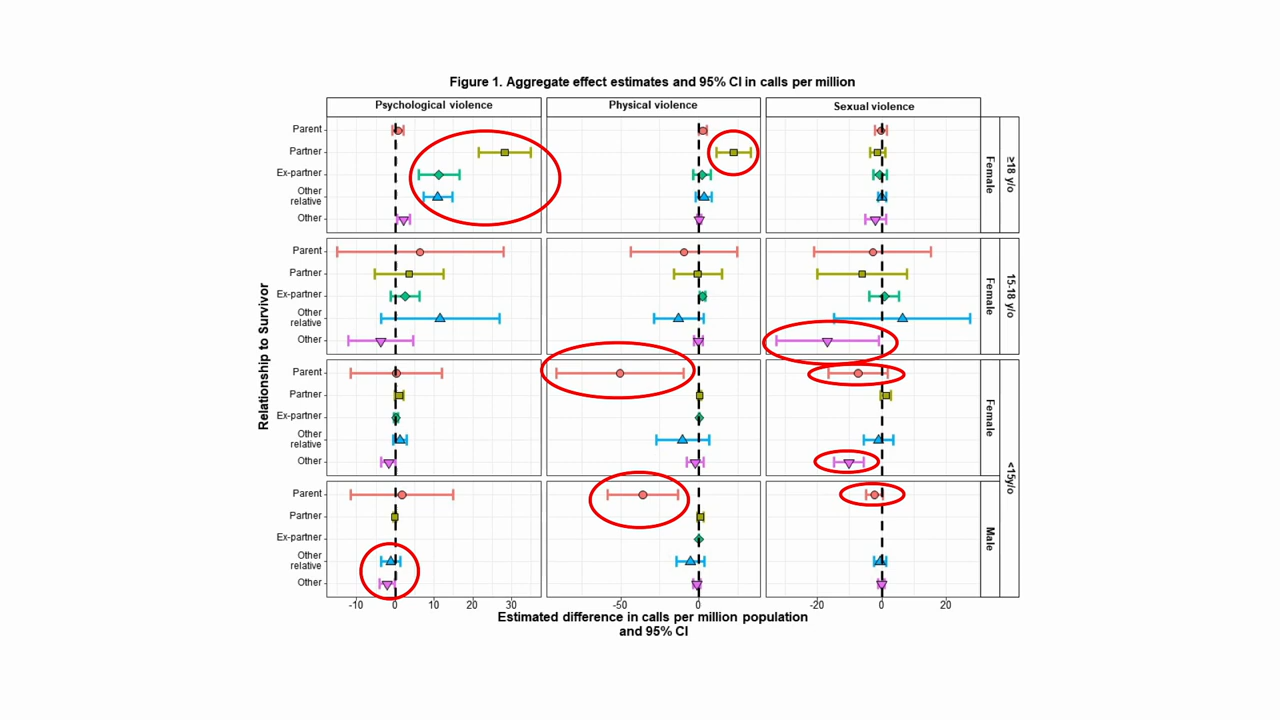 Figure 1. Aggregate effect estimates and 95% CI in calls per million
Psychological violence
Physical violence
Sexual violence
Relationship to Survivor
Parent
Partner
Ex-partner
Other
relative
Other
Female
≥18 y/o
Parent
Partner
Ex-partner
Other
relative
Other
Female
15-18 y/o
Parent
Partner
Ex-partner
Other
relative
Other
Female
<15y/o
Parent
Partner
Ex-partner
Other
relative
Other
Male
-10 0 10 20 30
-50 0
-20 0 20
Estimated difference in calls per million population
and 95% CI